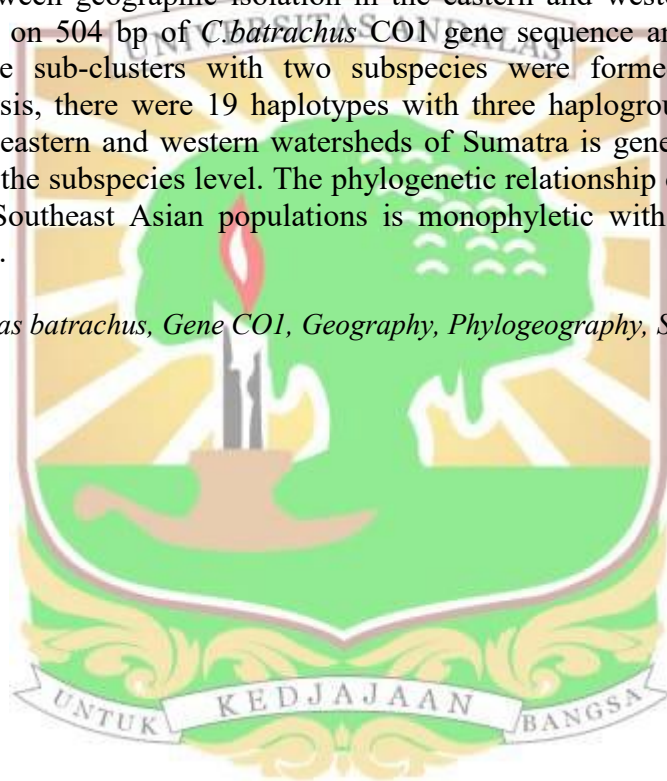 ween geographic isolation in the eastern and weste
on 504 bp of C.batrachus CO1 gene sequence an
UNIVERSITAS ANDALAS
e sub-clusters with two subspecies were forme
sis, there were 19 haplotypes with three haplogrou
eastern and western watersheds of Sumatra is gene
the subspecies level. The phylogenetic relationship
Southeast Asian populations is monophyletic with
.
as batrachus, Gene CO1, Geography, Phylogeography, S
UNTUK KEDJAJAAN BANGSA